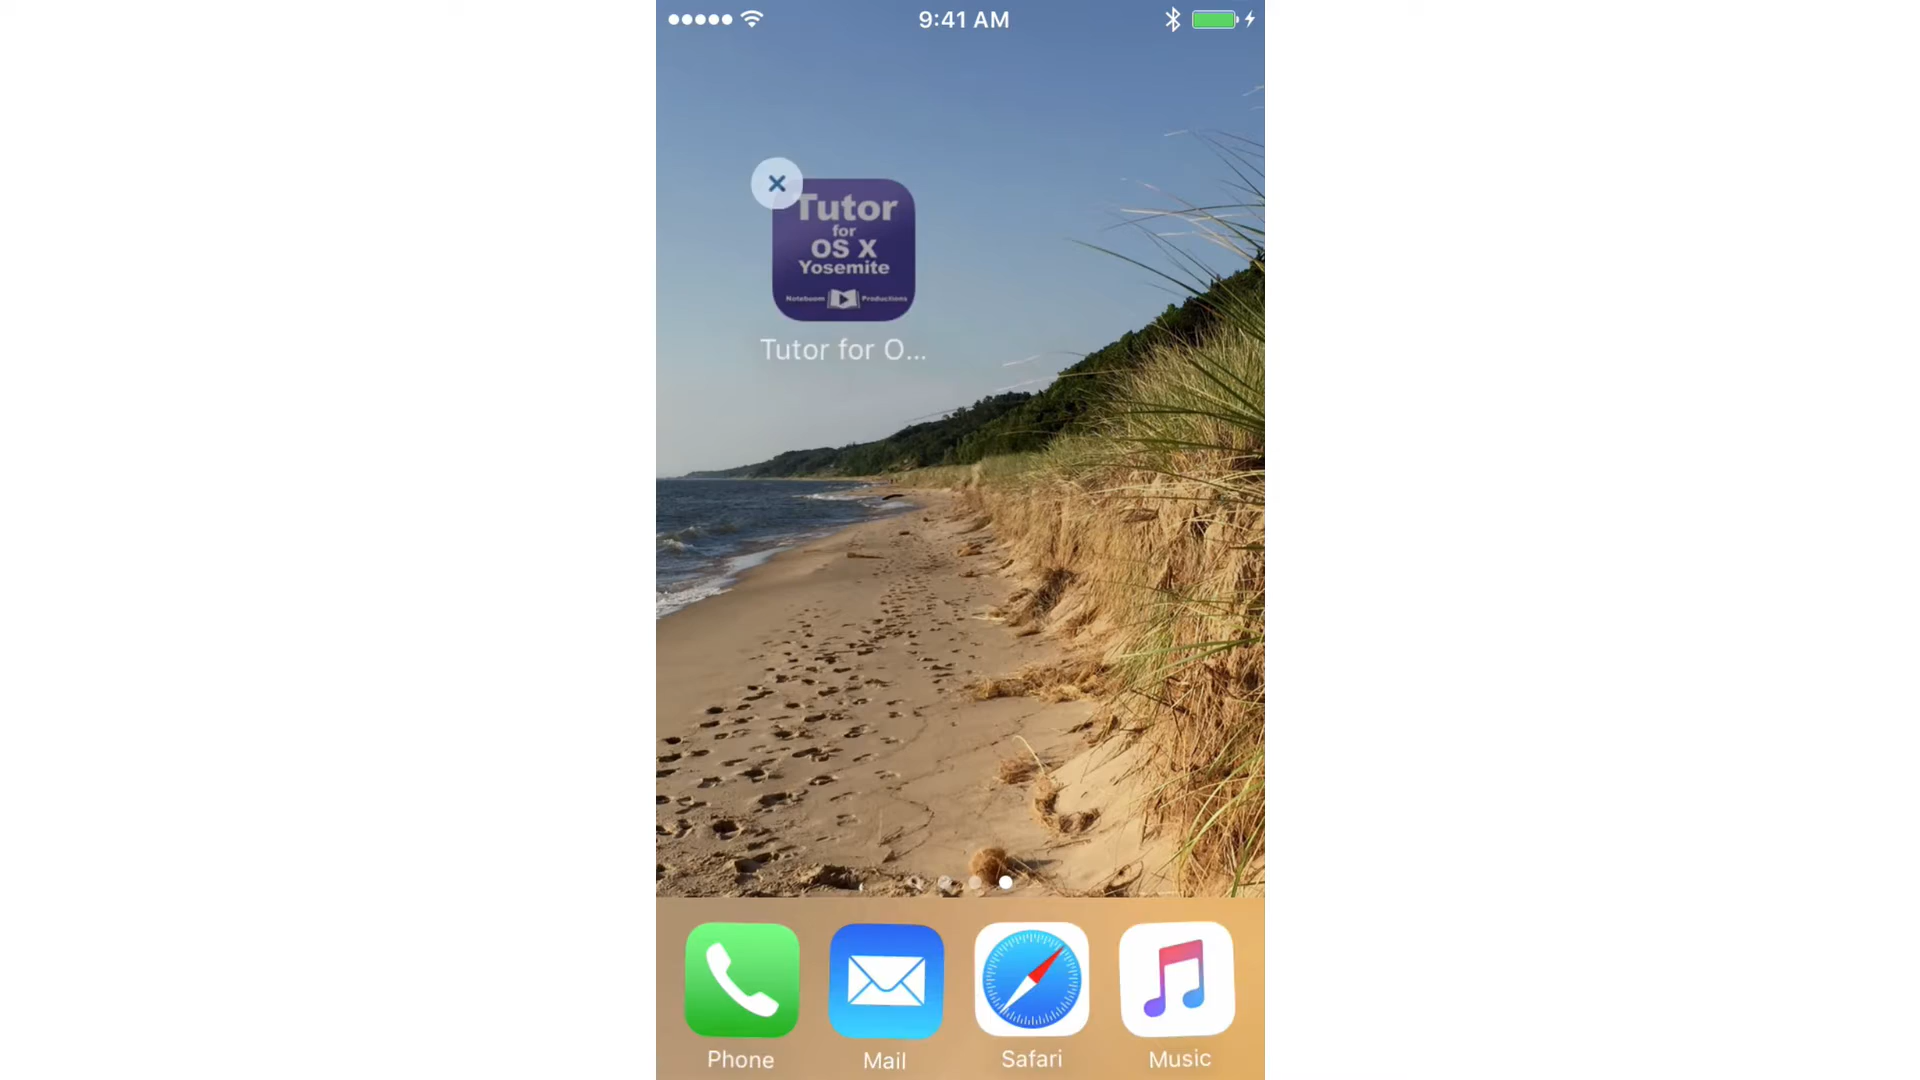 9:41 AM
Tutor
for
OS X
Yosemite
Noteboom Productions
Tutor for O...
Phone Mail Safari Music